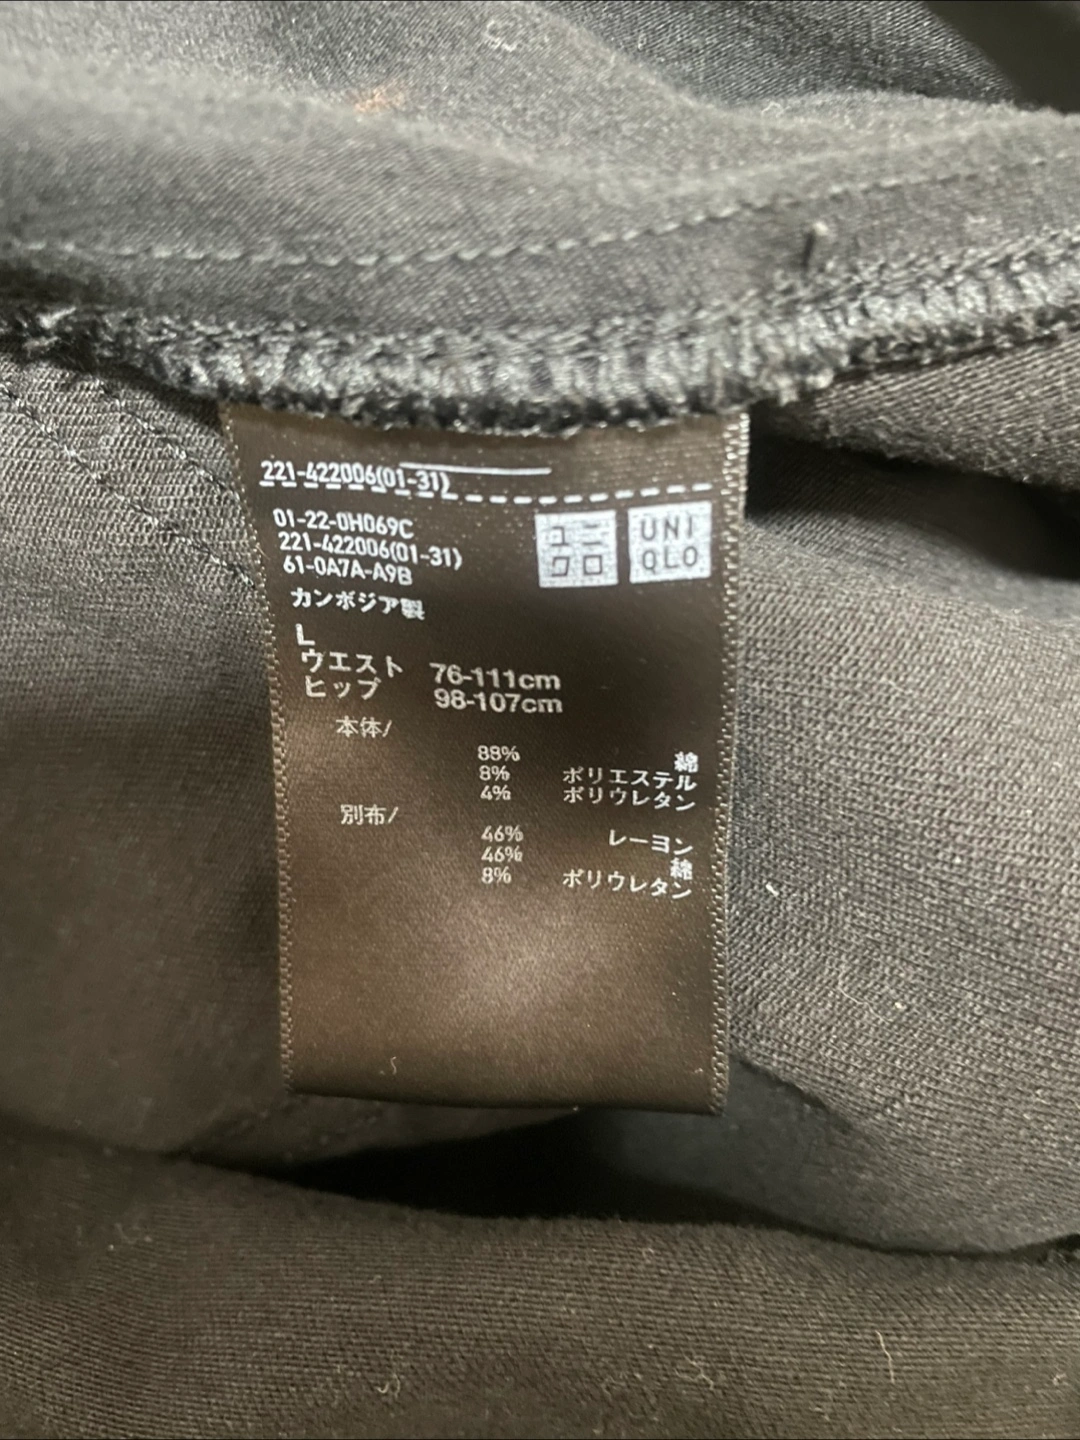 221-422006(01-31)
01-22-0H069C
221-422006(01-31)
61-0A7A-A9B
ユニ
クロ
UNI
QLO
カンボジア製
L
ウエスト 76-111cm
ヒップ 98-107cm
本体/
88% 綿
8% ポリエステル
4% ポリウレタン
別布/
46% レーヨン
46% 綿
8% ポリウレタン